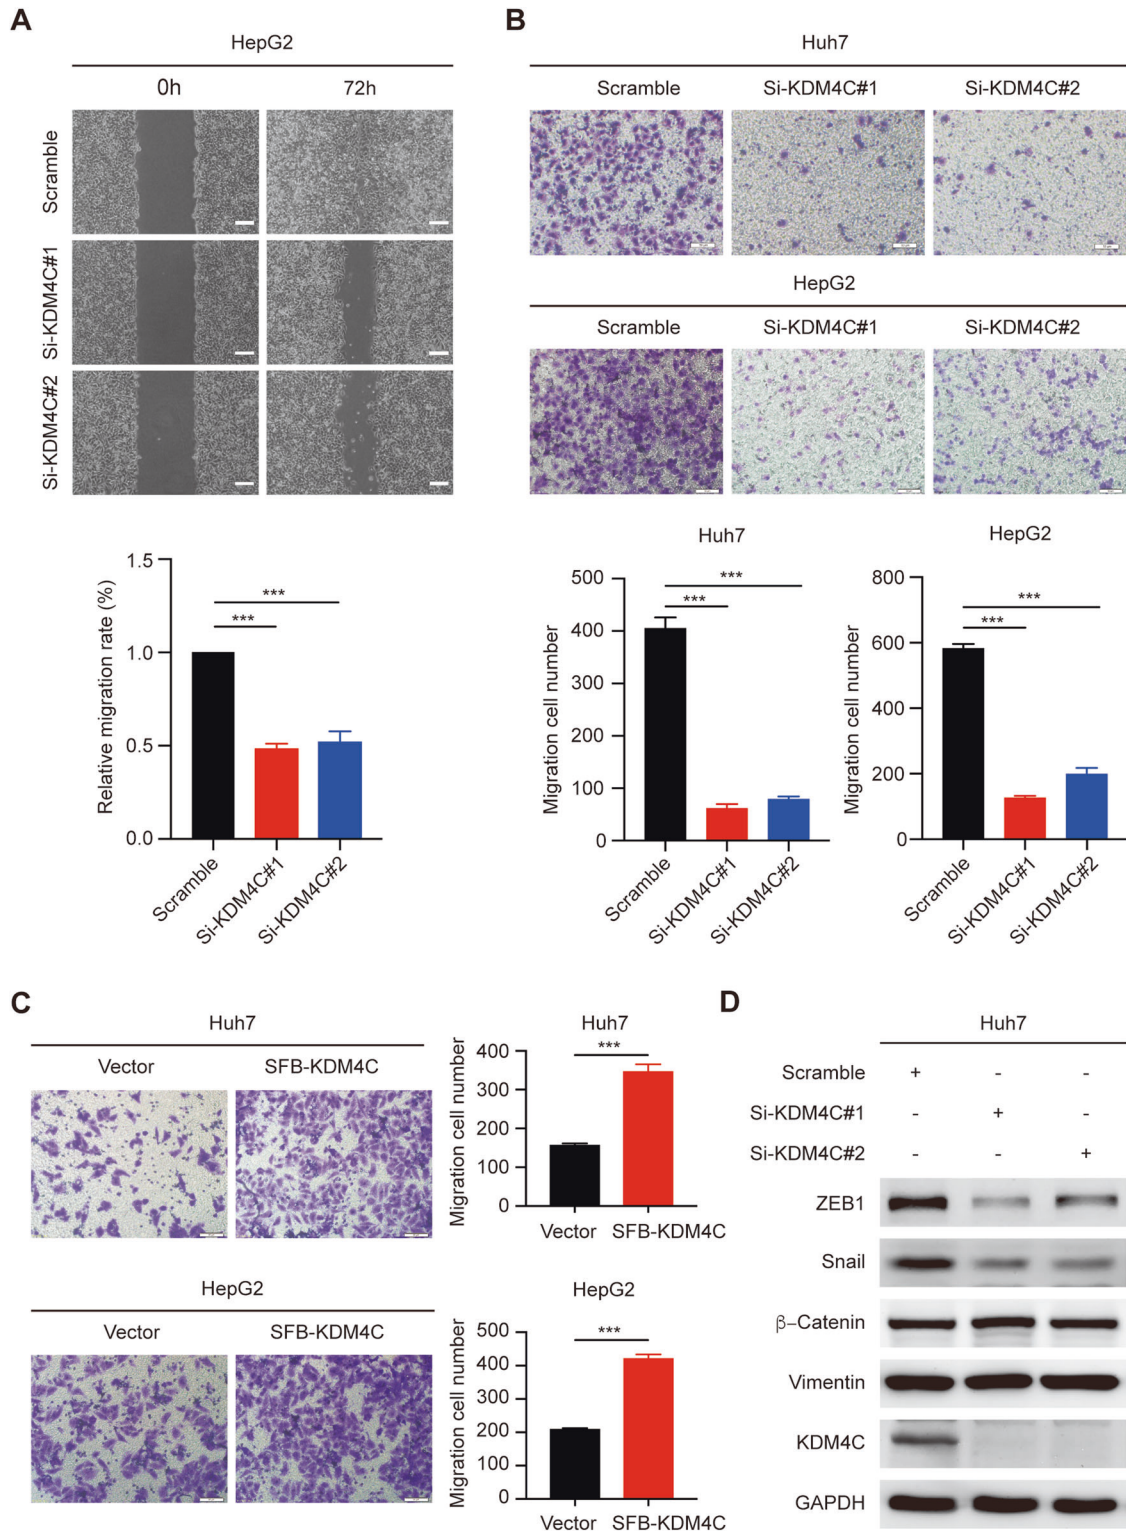 A
HepG2
0h
72h
Scramble
Si-KDM4C#1
Si-KDM4C#2
Relative migration rate (%)
1.5
1.0
0.5
0.0
***
***
Scramble
Si-KDM4C#1
Si-KDM4C#2
B
Huh7
Scramble
Si-KDM4C#1
Si-KDM4C#2
HepG2
Scramble
Si-KDM4C#1
Si-KDM4C#2
Huh7
Migration cell number
500
400
300
200
100
0
***
***
Scramble
Si-KDM4C#1
Si-KDM4C#2
HepG2
Migration cell number
800
600
400
200
0
***
***
Scramble
Si-KDM4C#1
Si-KDM4C#2
C
Huh7
Vector
SFB-KDM4C
Huh7
Migration cell number
400
300
200
100
0
***
Vector
SFB-KDM4C
HepG2
Vector
SFB-KDM4C
HepG2
Migration cell number
500
400
300
200
100
0
***
Vector
SFB-KDM4C
D
Huh7
Scramble + - -
Si-KDM4C#1 - + -
Si-KDM4C#2 - - +
ZEB1
Snail
β–Catenin
Vimentin
KDM4C
GAPDH